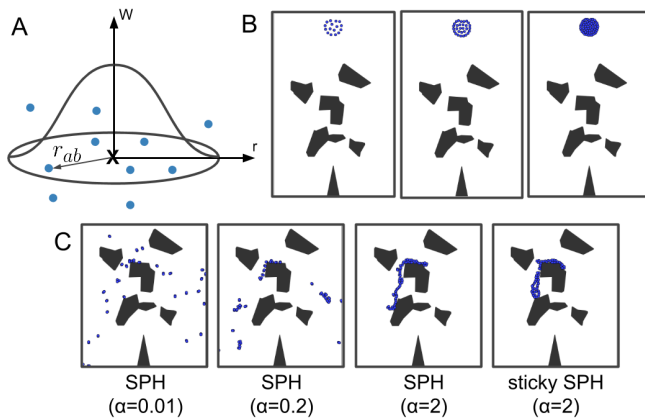 A
W
r
r_ab
X
B
C
SPH
(α=0.01)
SPH
(α=0.2)
SPH
(α=2)
sticky SPH
(α=2)